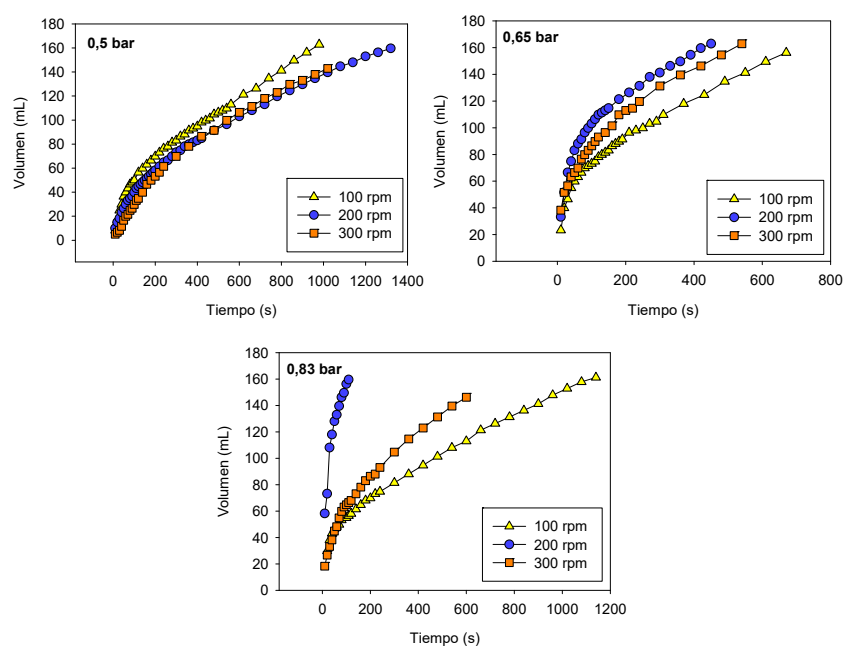 0,5 bar
Volumen (mL)
180
160
140
120
100
80
60
40
20
0
0 200 400 600 800 1000 1200 1400
Tiempo (s)
100 rpm
200 rpm
300 rpm
0,65 bar
Volumen (mL)
180
160
140
120
100
80
60
40
20
0
0 200 400 600 800
Tiempo (s)
100 rpm
200 rpm
300 rpm
0,83 bar
Volumen (mL)
180
160
140
120
100
80
60
40
20
0
0 200 400 600 800 1000 1200
Tiempo (s)
100 rpm
200 rpm
300 rpm